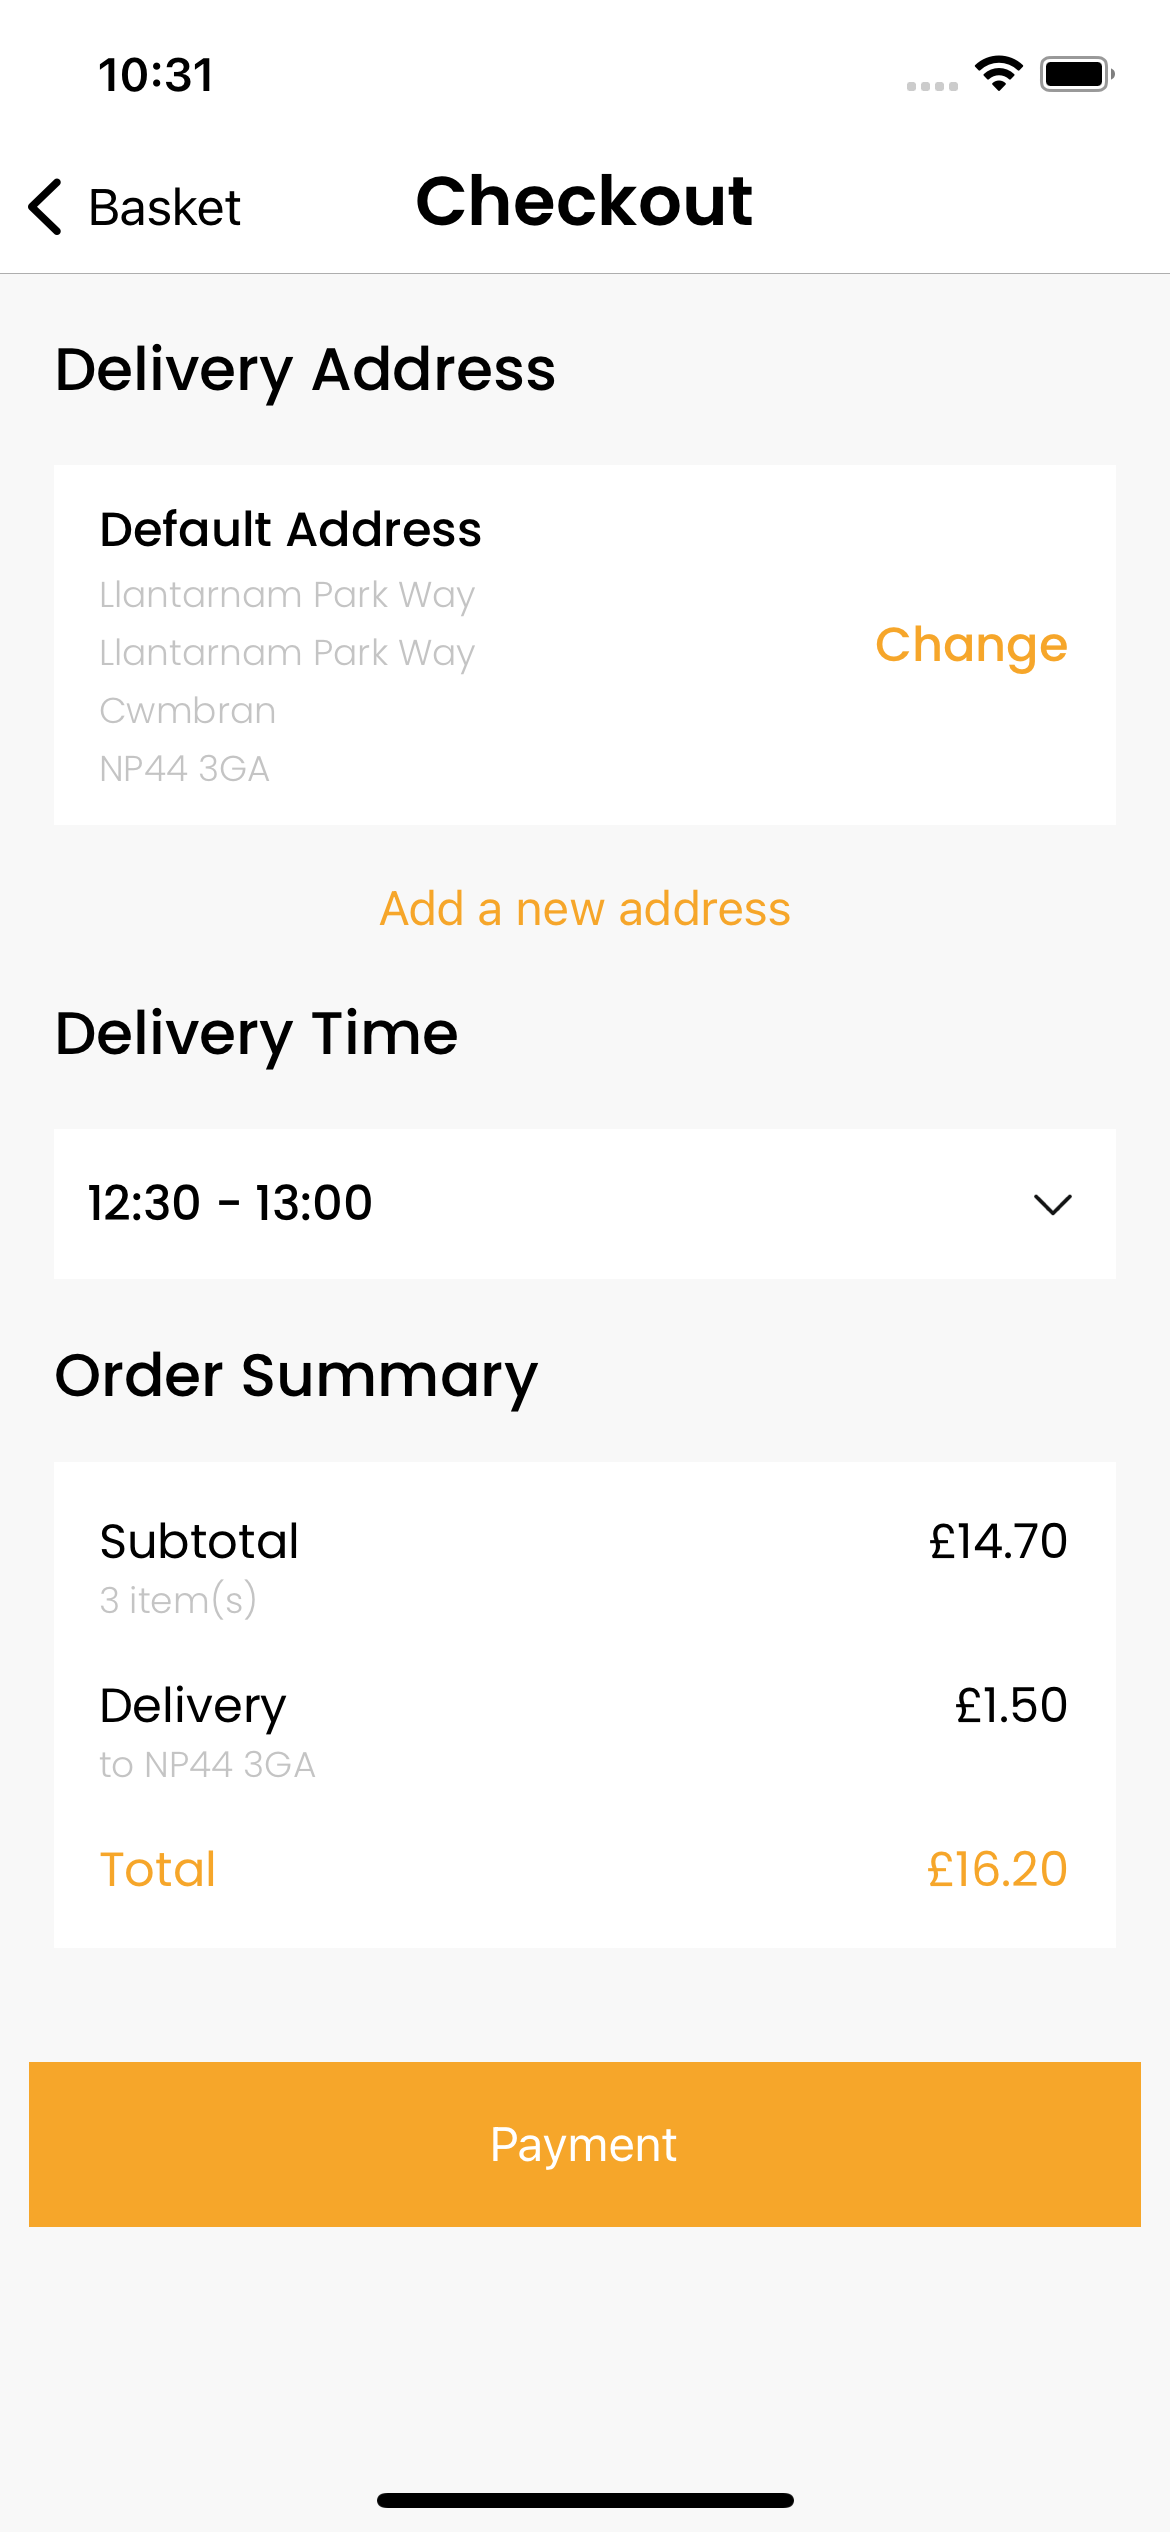 10:31
Basket
Checkout
Delivery Address
Default Address
Llantarnam Park Way
Llantarnam Park Way
Cwmbran
NP44 3GA
Change
Add a new address
Delivery Time
12:30 - 13:00
Order Summary
Subtotal £14.70
3 item(s)
Delivery £1.50
to NP44 3GA
Total £16.20
Payment